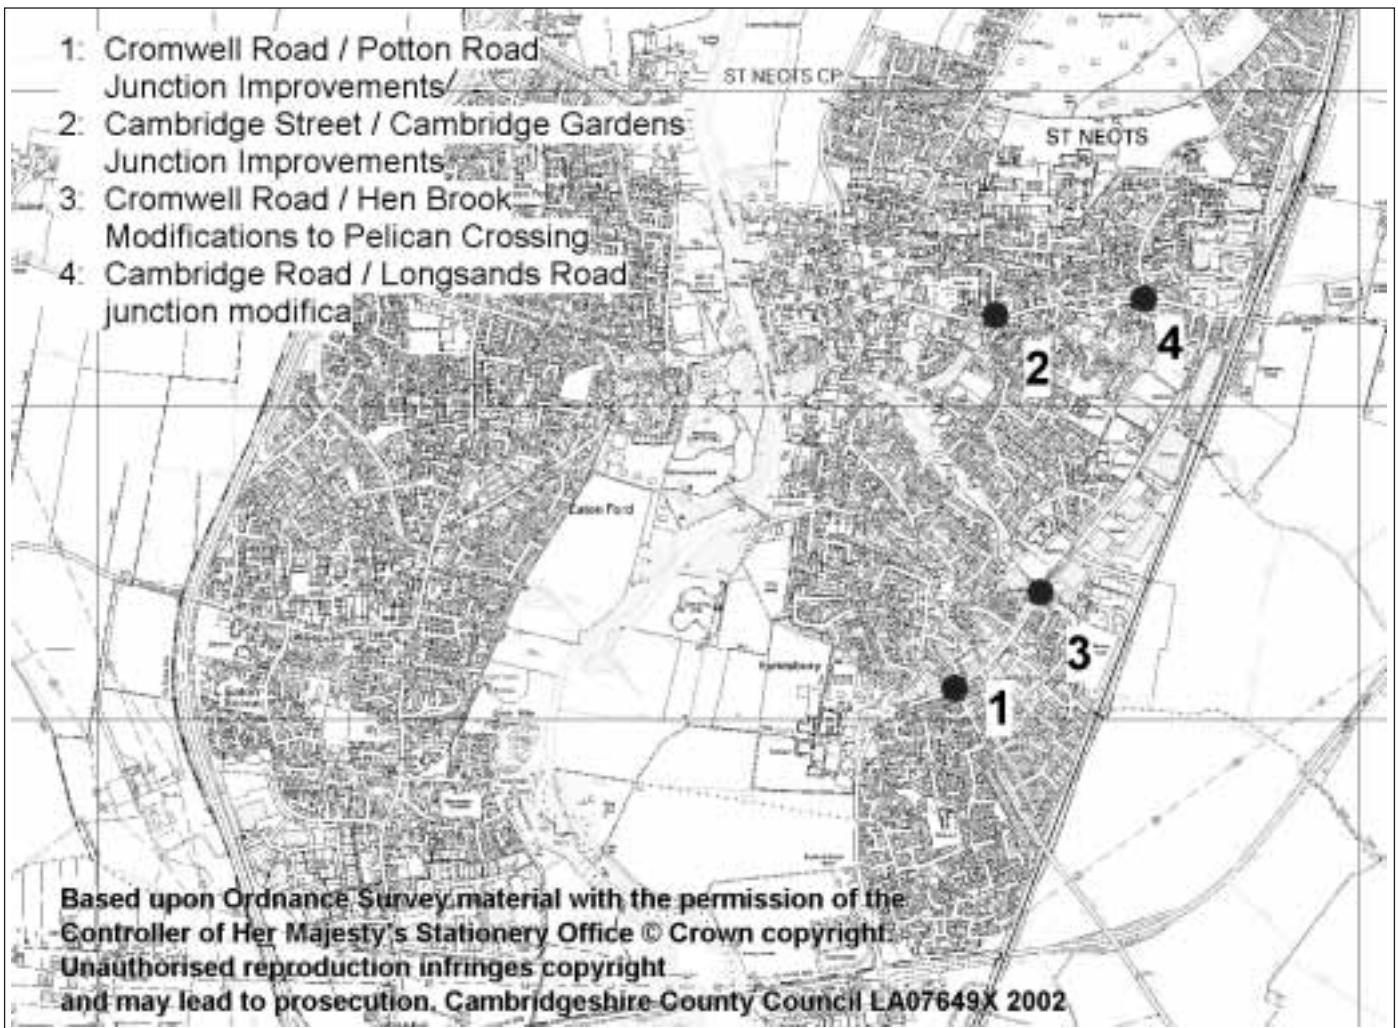 1: Cromwell Road / Potton Road
Junction Improvements
2: Cambridge Street / Cambridge Gardens
Junction Improvements
3: Cromwell Road / Hen Brook
Modifications to Pelican Crossing
4: Cambridge Road / Longsands Road
junction modifica
ST NEOTS CP
ST NEOTS
2
4
Eaton Ford
3
Eynesbury
1
Based upon Ordnance Survey material with the permission of the
Controller of Her Majesty's Stationery Office © Crown copyright.
Unauthorised reproduction infringes copyright
and may lead to prosecution. Cambridgeshire County Council LA07649X 2002